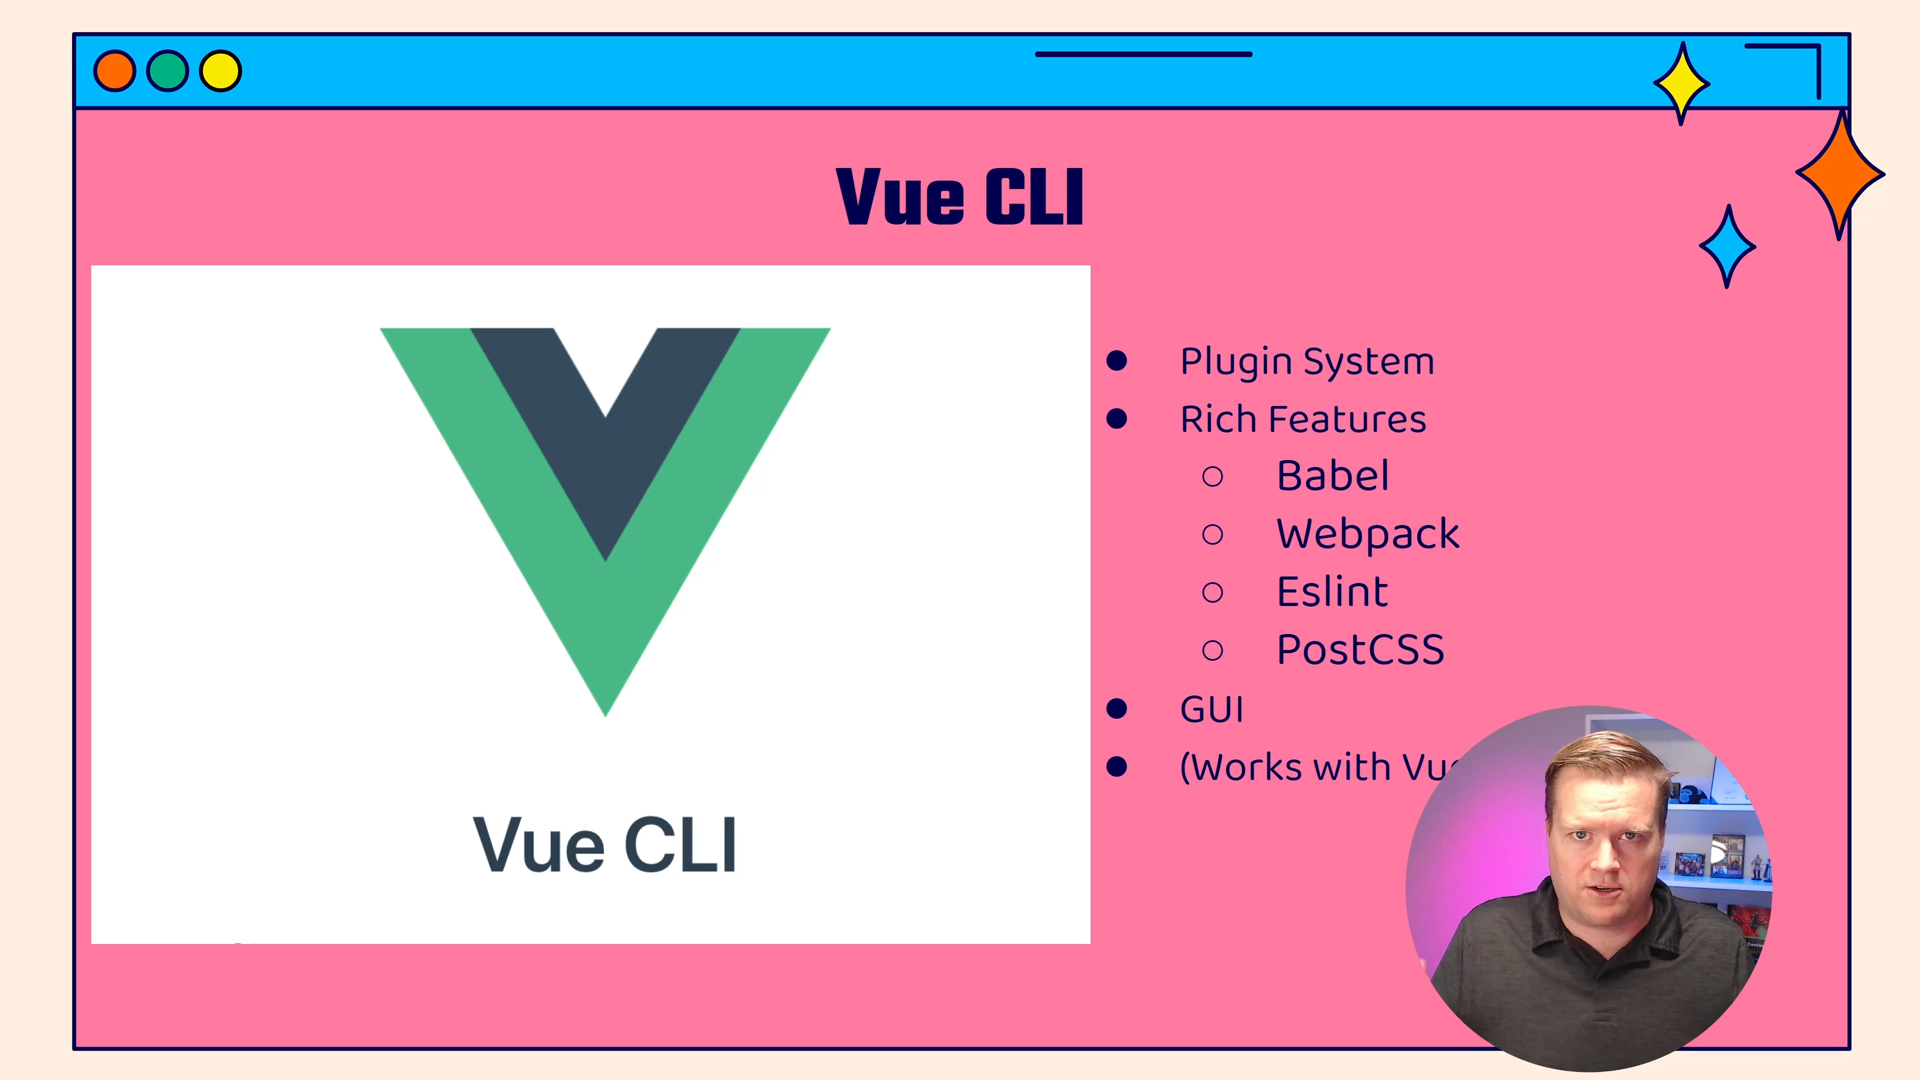 Vue CLI
Vue CLI
Plugin System
Rich Features
Babel
Webpack
Eslint
PostCSS
GUI
(Works with